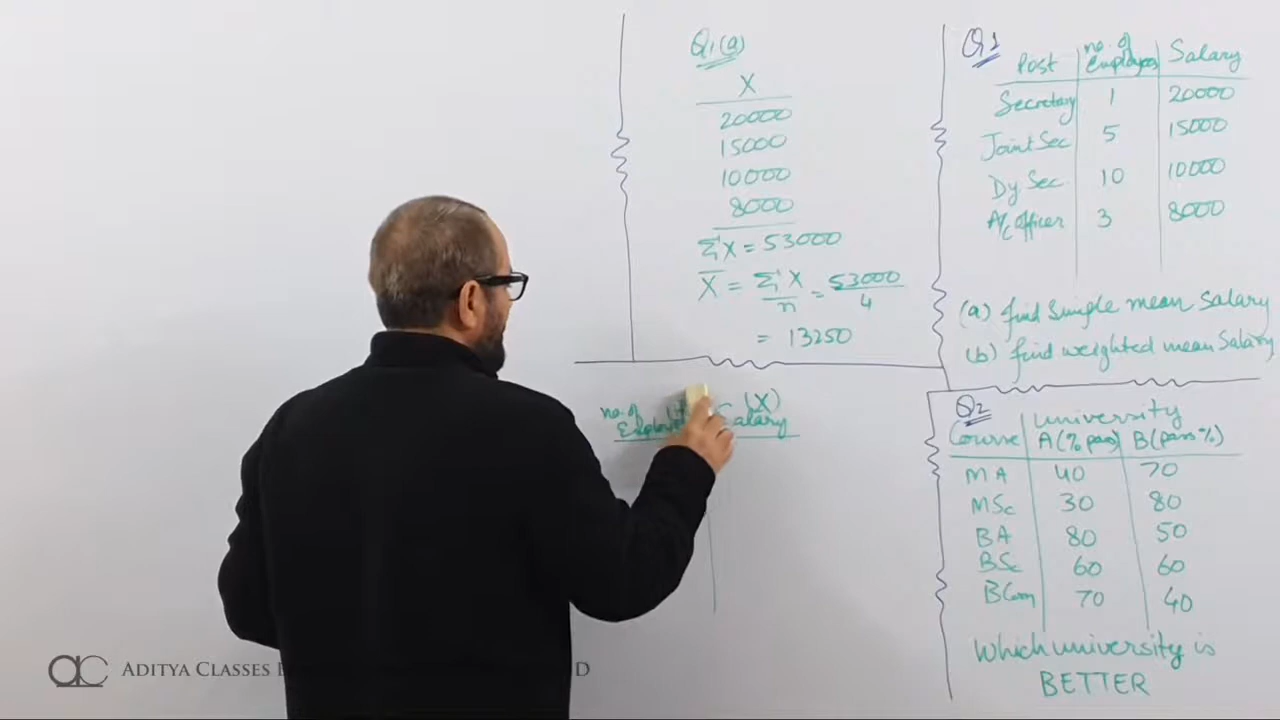 Q1(a)
X
20000
15000
10000
8000
ΣX = 53000
X̄ = ΣX/n = 53000/4
= 13250
no. of (X)
Salary
Q1
Post no. of Employees Salary
Secretary 1 20000
Joint Sec 5 15000
Dy Sec 10 10000
A/c officer 3 8000
(a) find Simple mean Salary
(b) find weighted mean Salary
Q2 University
Course A (% pass) B (pass %)
MA 40 70
MSc 30 80
BA 80 50
BSc 60 60
BCom 70 40
Which university is
BETTER
ac ADITYA CLASSES